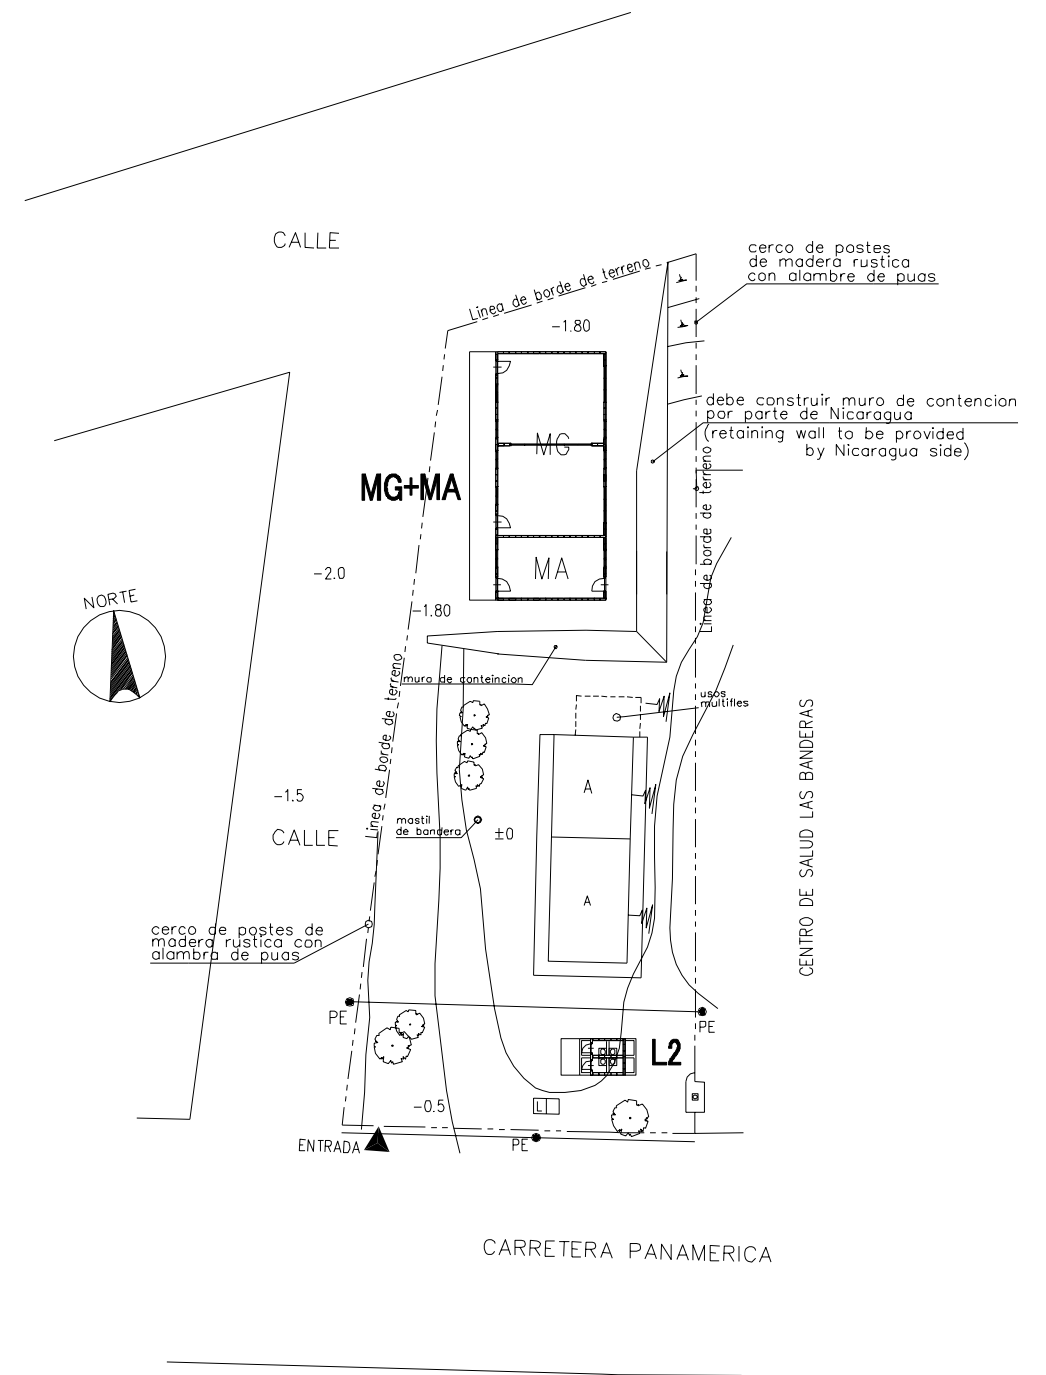 CALLE
cerco de postes
de madera rustica
con alambre de puas
Linea de borde de terreno
-1.80
debe construir muro de contencion
por parte de Nicaragua
(retaining wall to be provided
by Nicaragua side)
MG
MG+MA
Linea de borde de terreno
MA
-2.0
NORTE
-1.80
muro de conteincion
Linea de borde de terreno
usos
multifles
CENTRO DE SALUD LAS BANDERAS
A
-1.5
mastil
de bandera
±0
CALLE
A
cerco de postes de
madera rustica con
alambra de puas
PE
PE
L2
-0.5
L
ENTRADA
PE
CARRETERA PANAMERICA